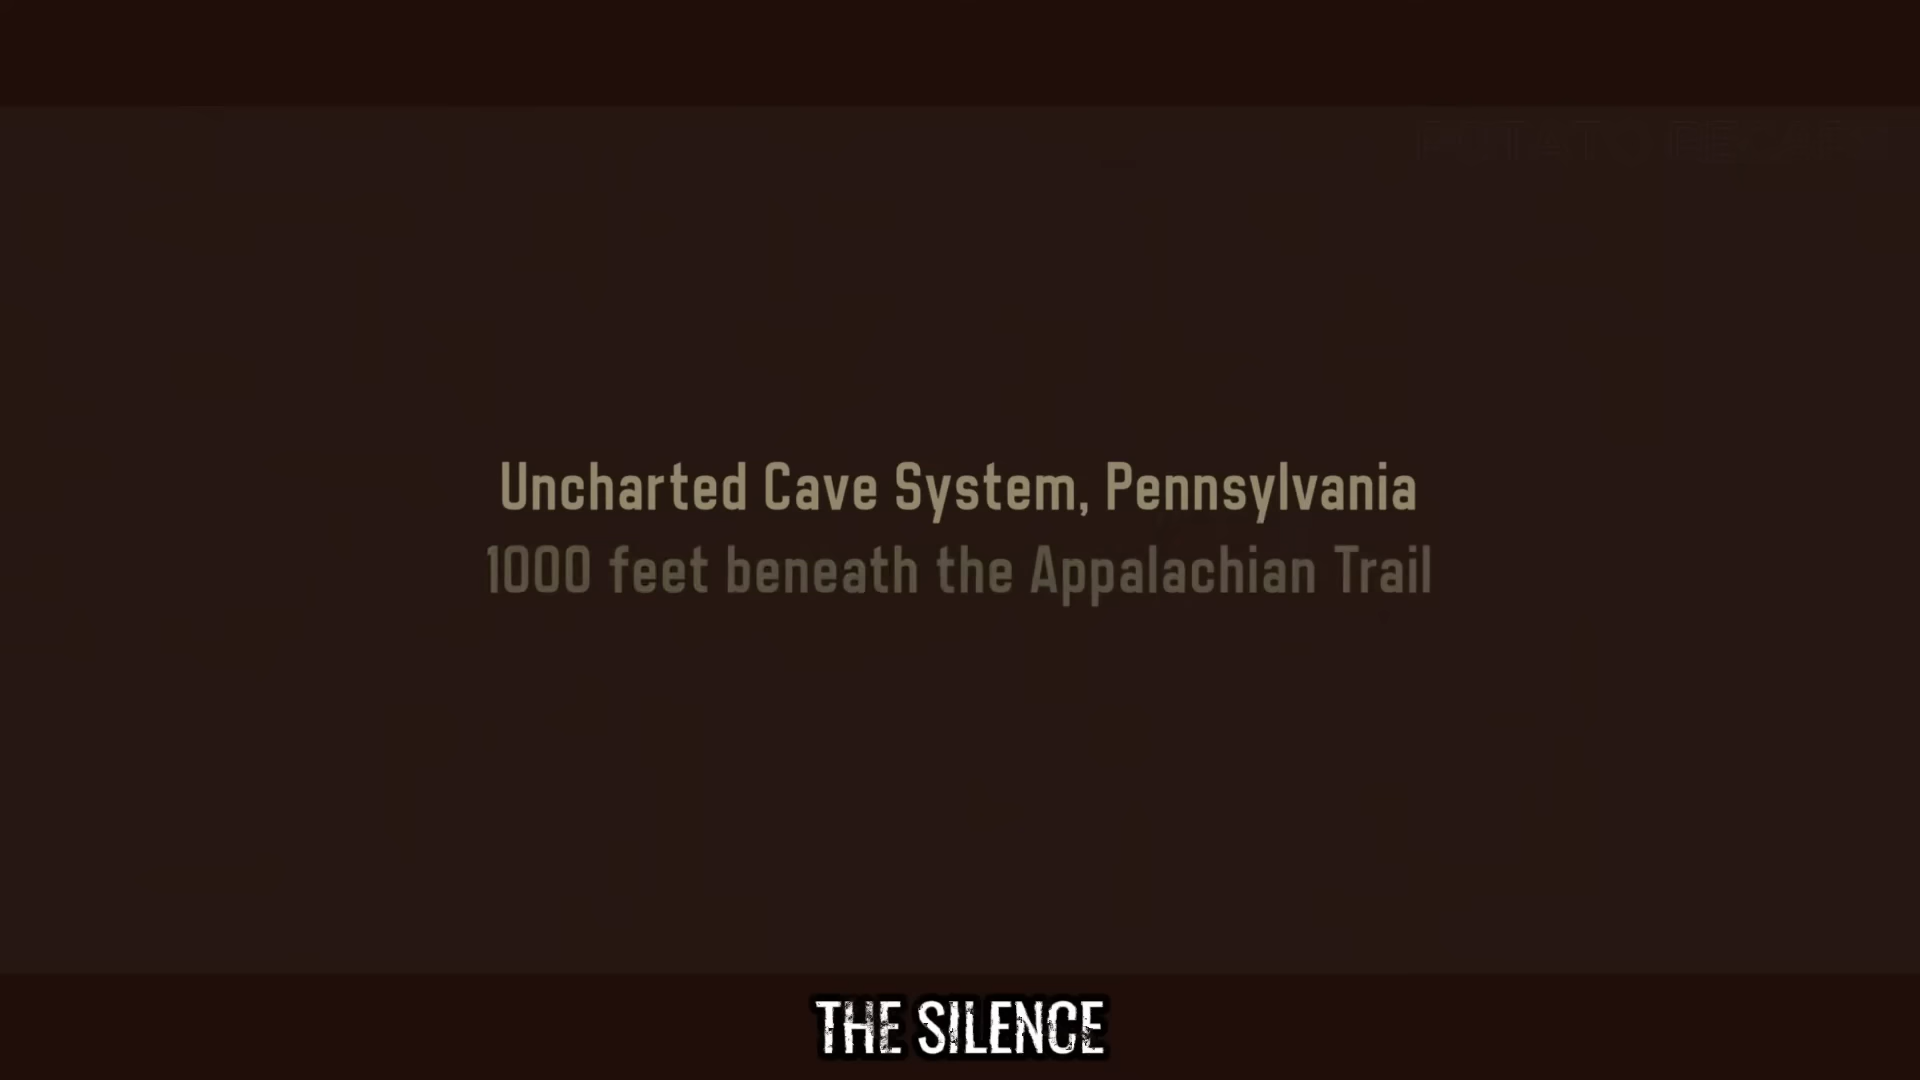 Uncharted Cave System, Pennsylvania
1000 feet beneath the Appalachian Trail
THE SILENCE